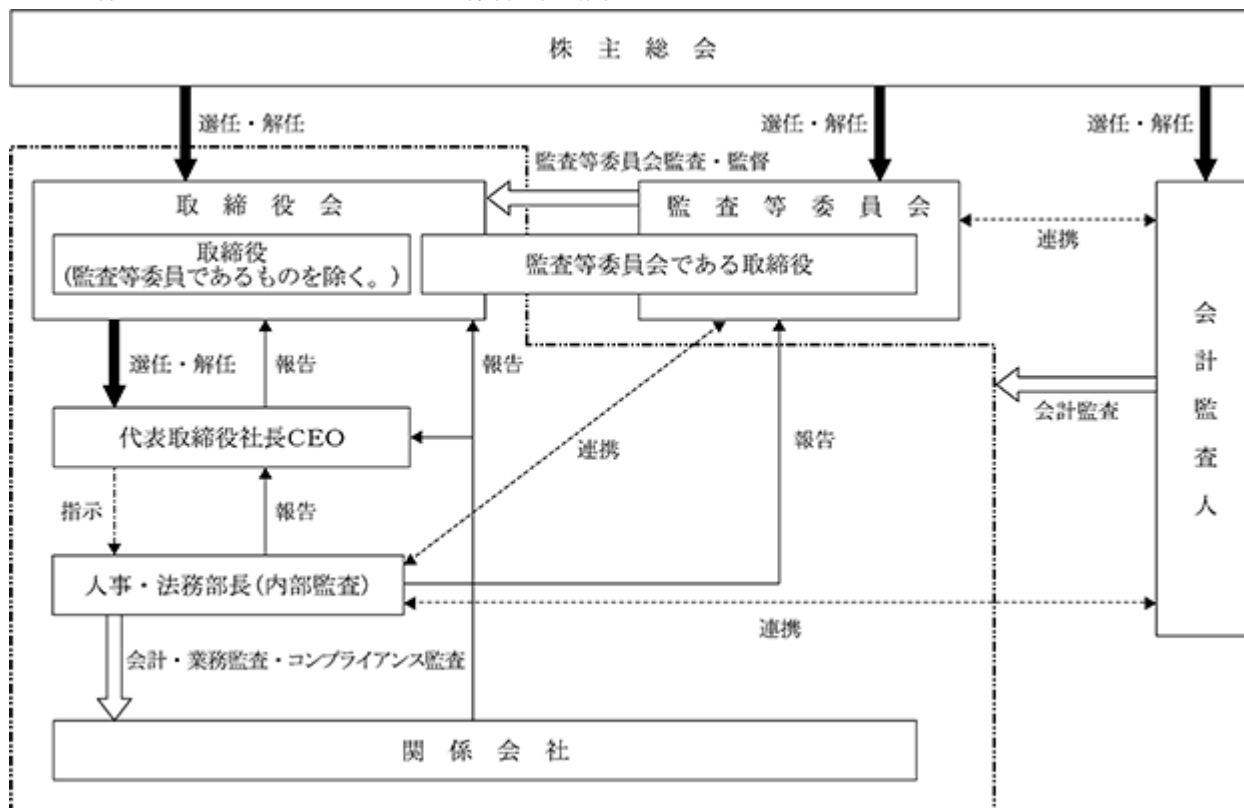 株主総会
選任・解任
選任・解任
選任・解任
監査等委員会監査・監督
取締役会
監査等委員会
連携
取締役
(監査等委員であるものを除く。)
監査等委員会である取締役
会計監査人
選任・解任
報告
報告
会計監査
代表取締役社長CEO
連携
報告
指示
報告
人事・法務部長(内部監査)
連携
会計・業務監査・コンプライアンス監査
関係会社